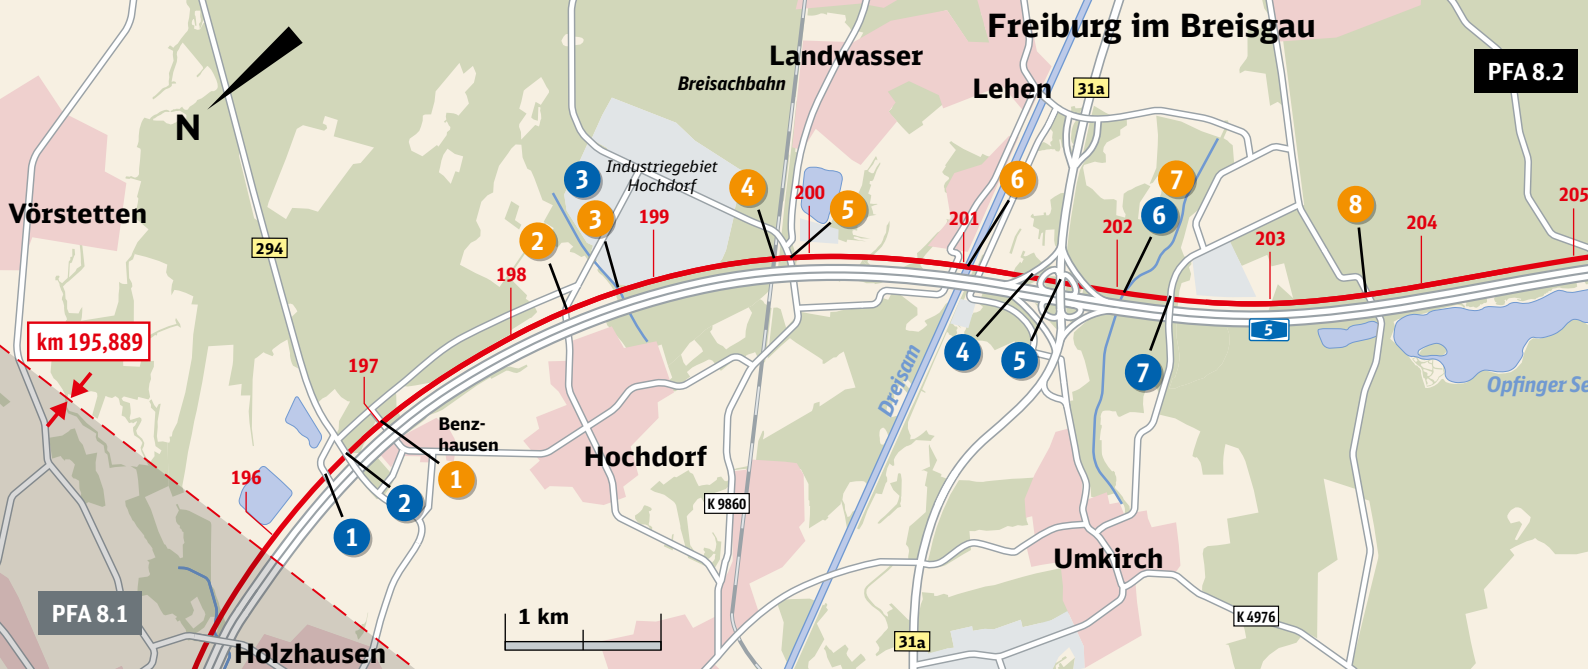 Freiburg im Breisgau
Landwasser
PFA 8.2
Breisachbahn
Lehen
31a
N
Industriegebiet
Hochdorf
3
4
6
7
200
5
3
6
8
2
199
201
202
203
204
205
Vörstetten
294
198
km 195,889
197
5
4
5
7
Dreisam
Opfinger Se
Benz-
hausen
Hochdorf
196
1
2
K 9860
1
Umkirch
PFA 8.1
1 km
K 4976
31a
Holzhausen